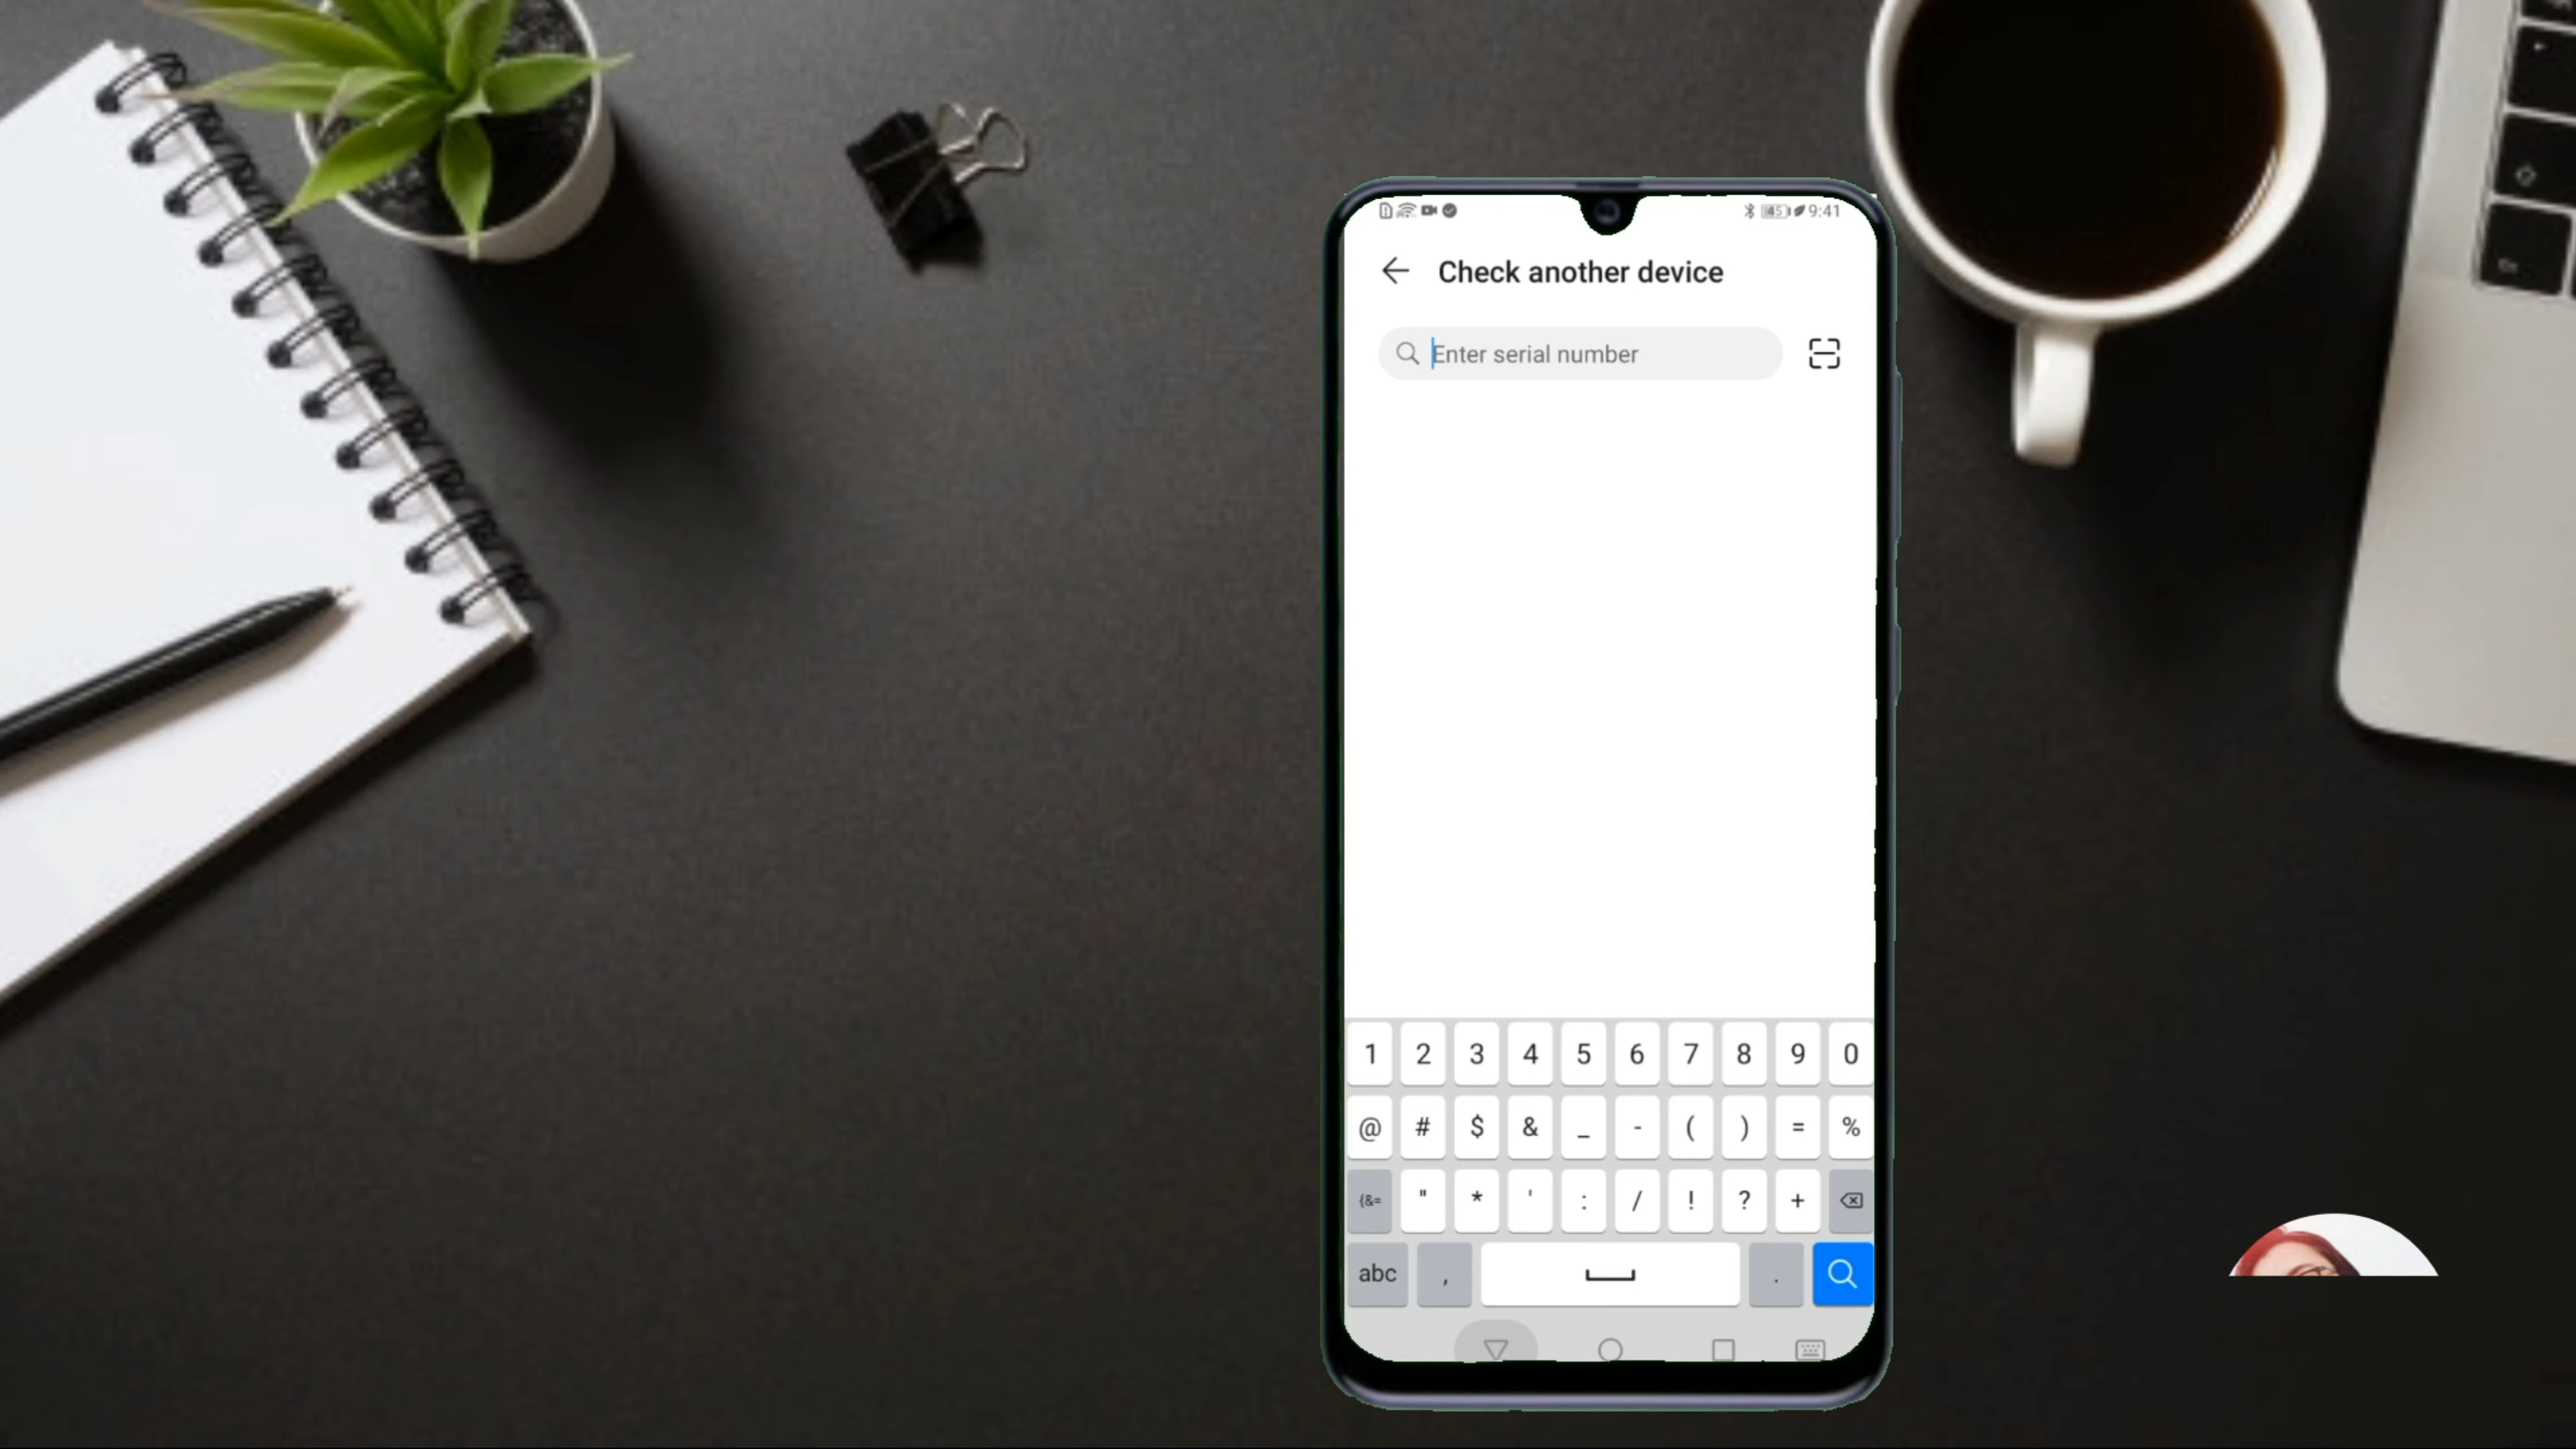 45 9:41
Check another device
Enter serial number
1 2 3 4 5 6 7 8 9 0
@ # $ & _ - ( ) = %
{&= " * ' : / ! ? +
abc , .